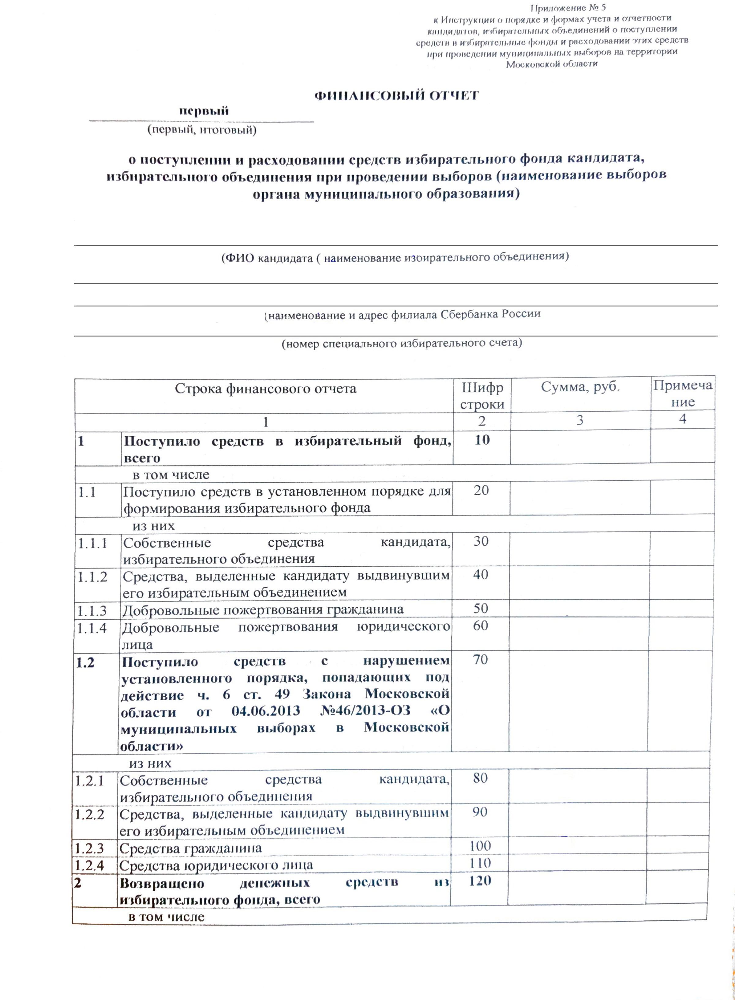 Приложение № 5
к Инструкции о порядке и формах учета и отчетности
кандидатов, избирательных объединений о поступлении
средств в избирательные фонды и расходовании этих средств
при проведении муниципальных выборов на территории
Московской области
ФИНАНСОВЫЙ ОТЧЕТ
первый
(первый, итоговый)
о поступлении и расходовании средств избирательного фонда кандидата,
избирательного объединения при проведении выборов (наименование выборов
органа муниципального образования)
(ФИО кандидата ( наименование избирательного объединения)
(наименование и адрес филиала Сбербанка России
(номер специального избирательного счета)
Строка финансового отчета Шифр Сумма, руб. Примеча
строки ние
1 2 3 4
1 Поступило средств в избирательный фонд, 10
всего
в том числе
1.1 Поступило средств в установленном порядке для 20
формирования избирательного фонда
из них
1.1.1 Собственные средства кандидата, 30
избирательного объединения
1.1.2 Средства, выделенные кандидату выдвинувшим 40
его избирательным объединением
1.1.3 Добровольные пожертвования гражданина 50
1.1.4 Добровольные пожертвования юридического 60
лица
1.2 Поступило средств с нарушением 70
установленного порядка, попадающих под
действие ч. 6 ст. 49 Закона Московской
области от 04.06.2013 №46/2013-ОЗ «О
муниципальных выборах в Московской
области»
из них
1.2.1 Собственные средства кандидата, 80
избирательного объединения
1.2.2 Средства, выделенные кандидату выдвинувшим 90
его избирательным объединением
1.2.3 Средства гражданина 100
1.2.4 Средства юридического лица 110
2 Возвращено денежных средств из 120
избирательного фонда, всего
в том числе